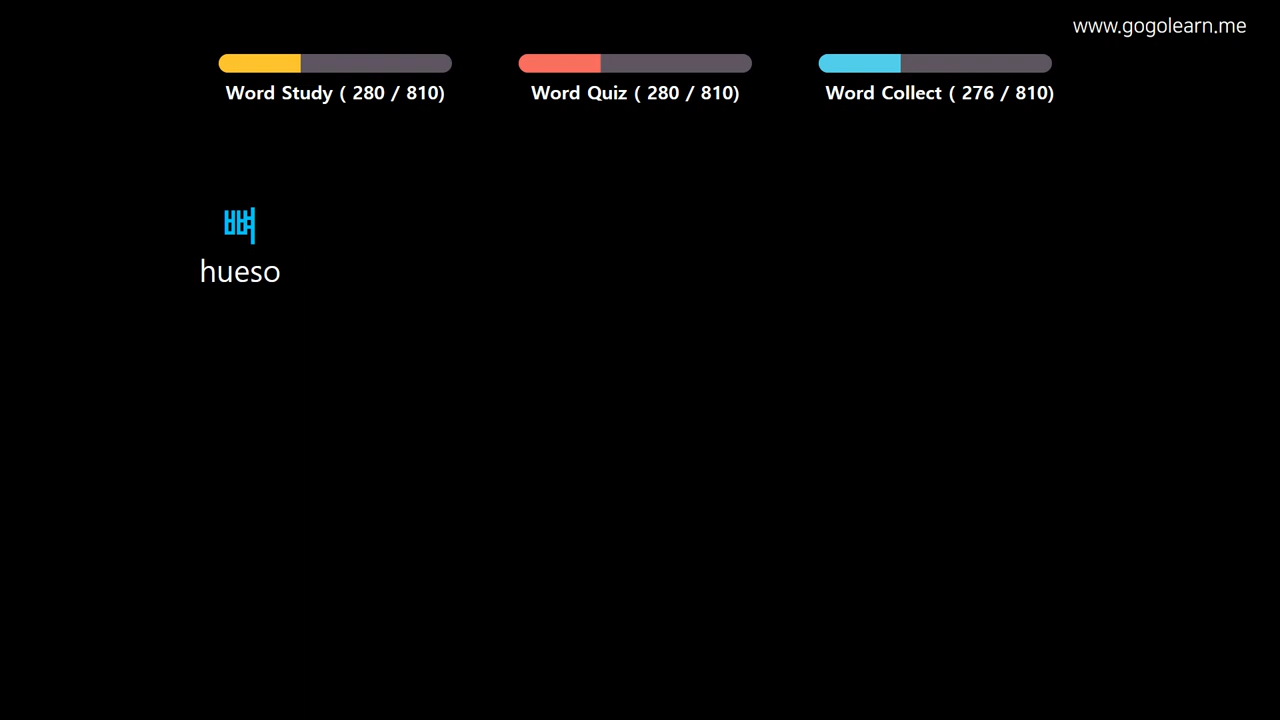 www.gogolearn.me
Word Study ( 280 / 810)
Word Quiz ( 280 / 810)
Word Collect ( 276 / 810)
뼈
hueso